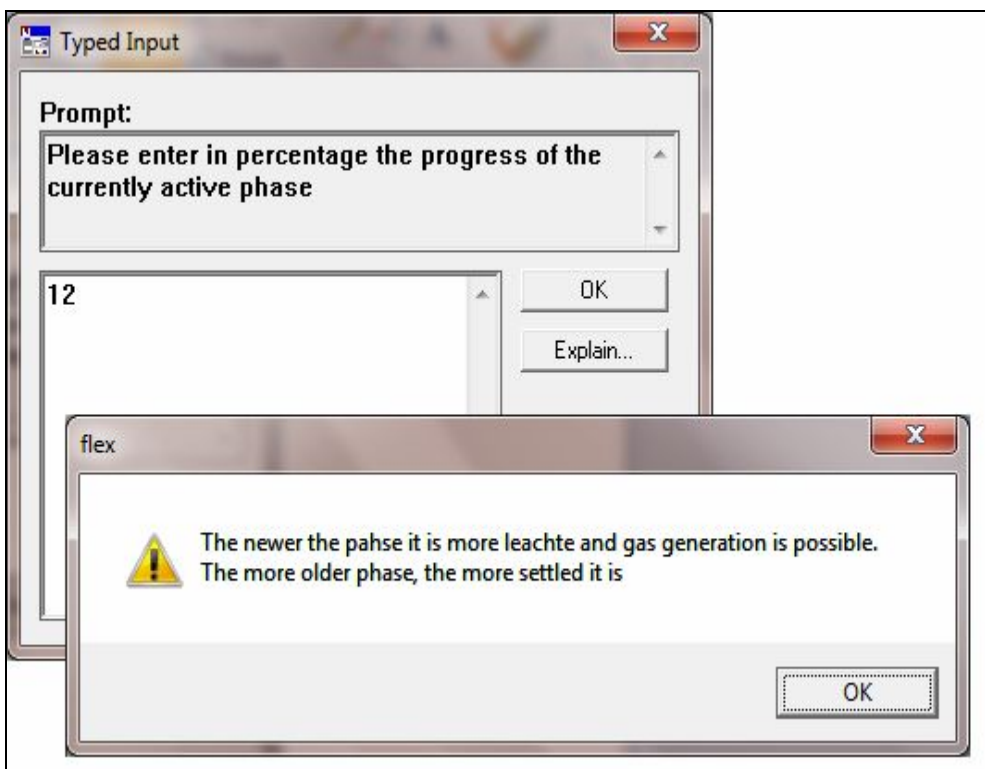 Typed Input
Prompt:
Please enter in percentage the progress of the
currently active phase
12
OK
Explain...
flex
The newer the pahse it is more leachte and gas generation is possible.
The more older phase, the more settled it is
OK